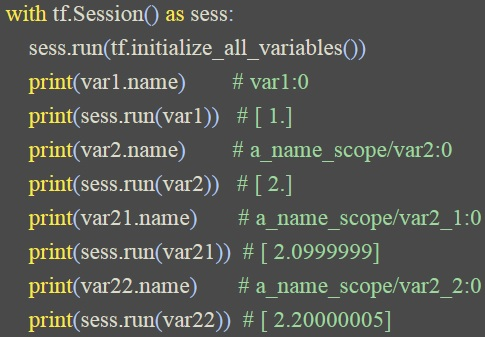 with tf.Session() as sess:
sess.run(tf.initialize_all_variables())
print(var1.name) # var1:0
print(sess.run(var1)) # [ 1.]
print(var2.name) # a_name_scope/var2:0
print(sess.run(var2)) # [ 2.]
print(var21.name) # a_name_scope/var2_1:0
print(sess.run(var21)) # [ 2.0999999]
print(var22.name) # a_name_scope/var2_2:0
print(sess.run(var22)) # [ 2.20000005]